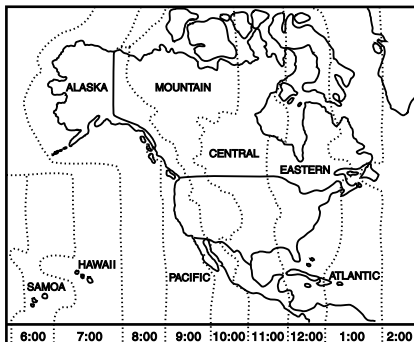 ALASKA MOUNTAIN
CENTRAL
EASTERN
HAWAII
SAMOA
PACIFIC ATLANTIC
6:00 7:00 8:00 9:00 10:00 11:00 12:00 1:00 2:00